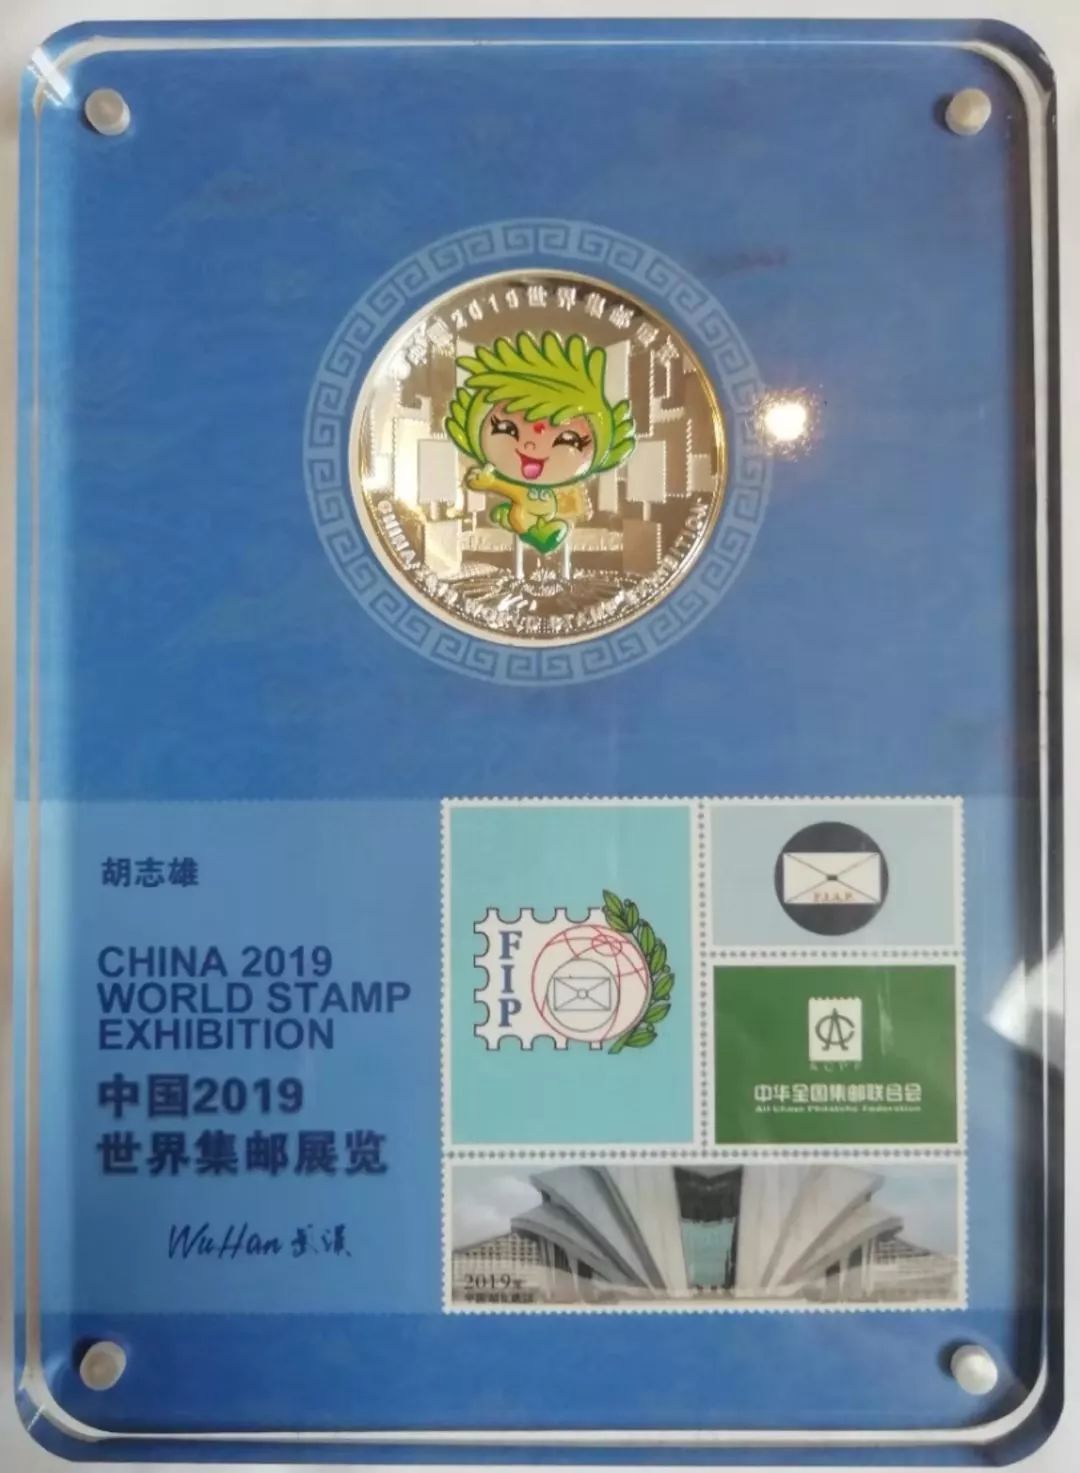 中国2019世界集邮展览
CHINA 2019 WORLD STAMP EXHIBITION
胡志雄
CHINA 2019
WORLD STAMP
EXHIBITION
中国2019
世界集邮展览
WuHan 武汉
FIP
F.I.A.P.
中华全国集邮联合会
All-China Philatelic Federation
2019年